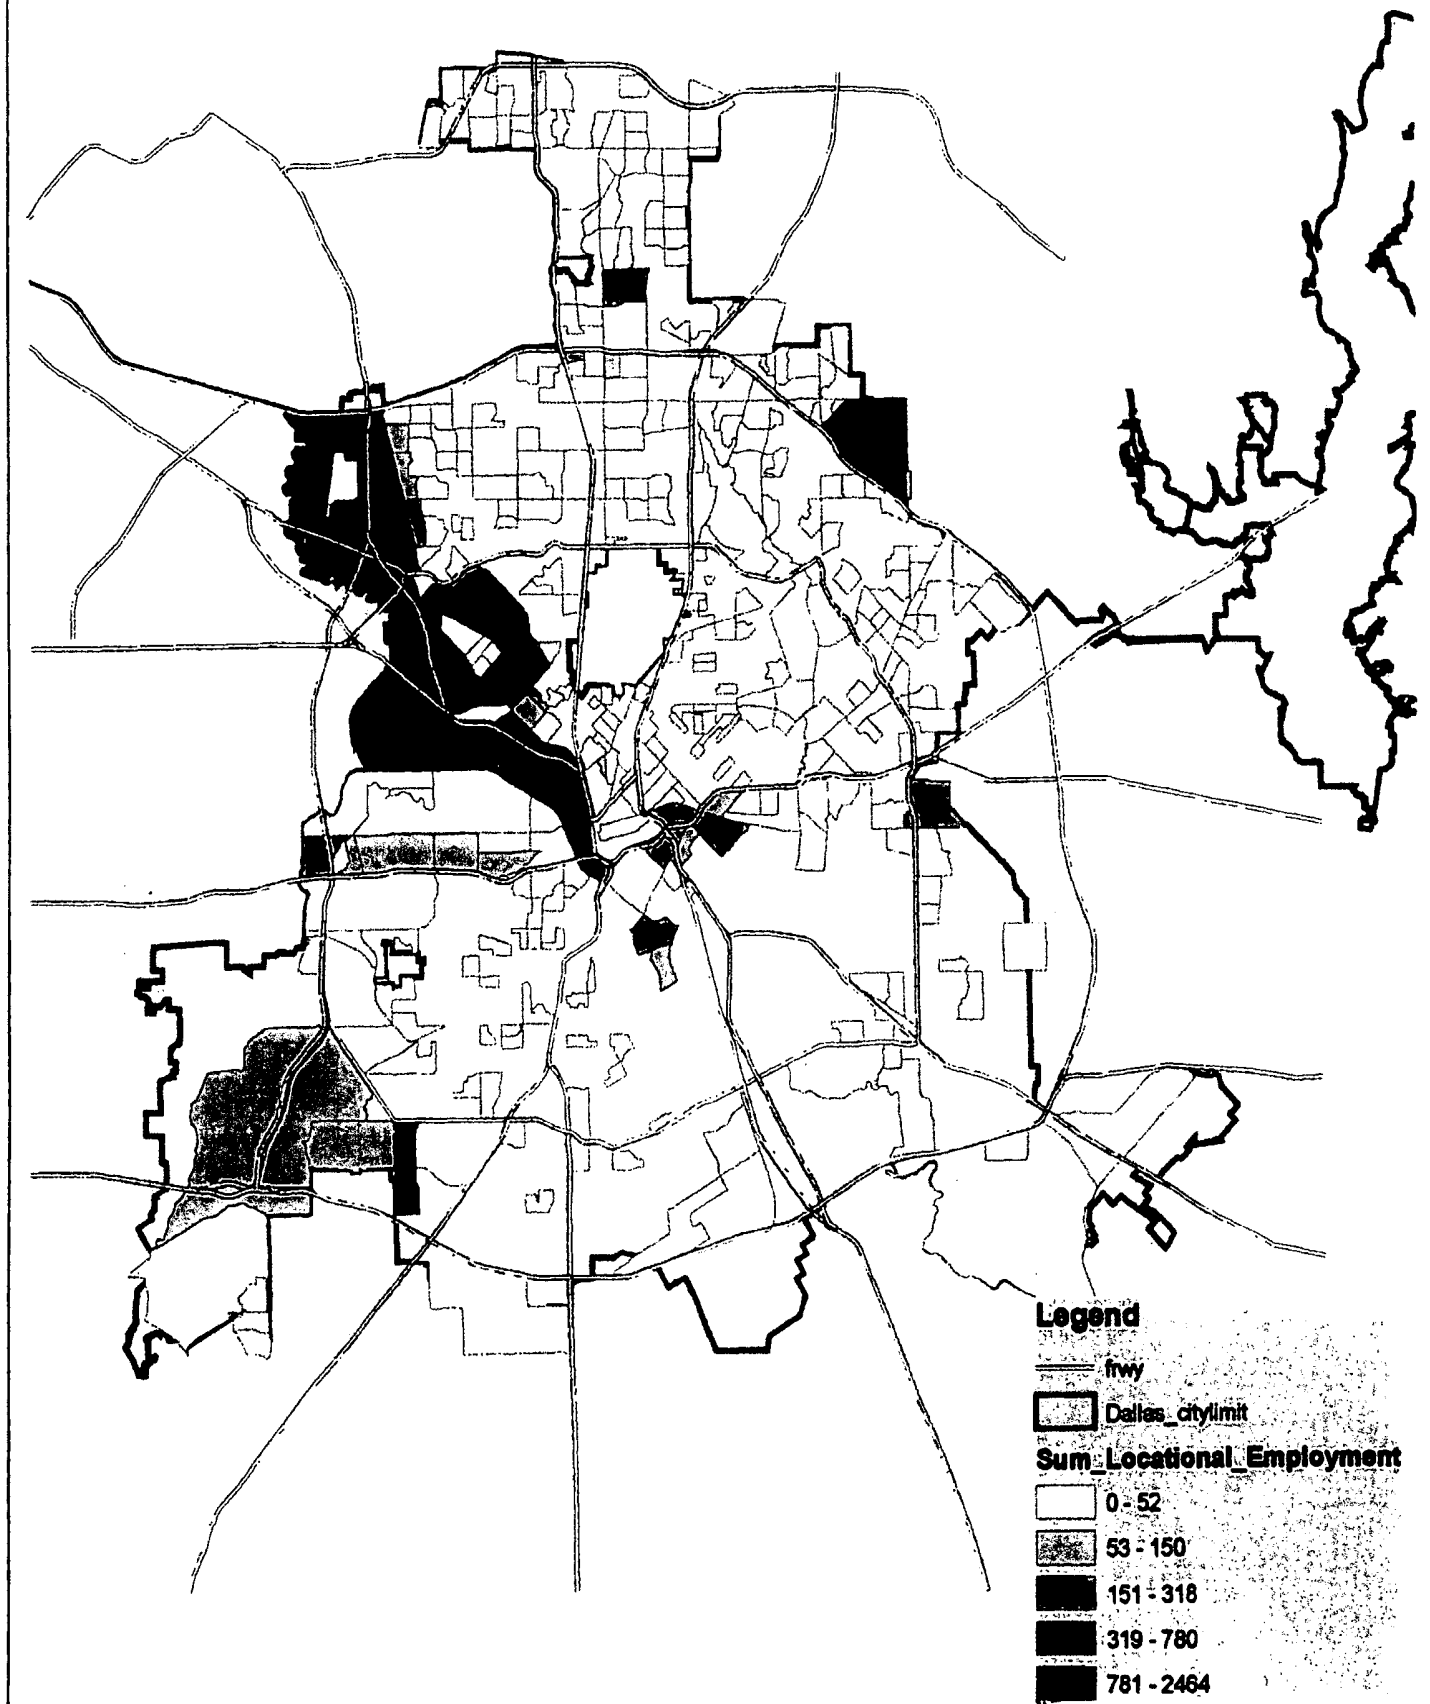 Legend
frwy
Dallas_citylimit
Sum_Locational_Employment
0 - 52
53 - 150
151 - 318
319 - 780
781 - 2464